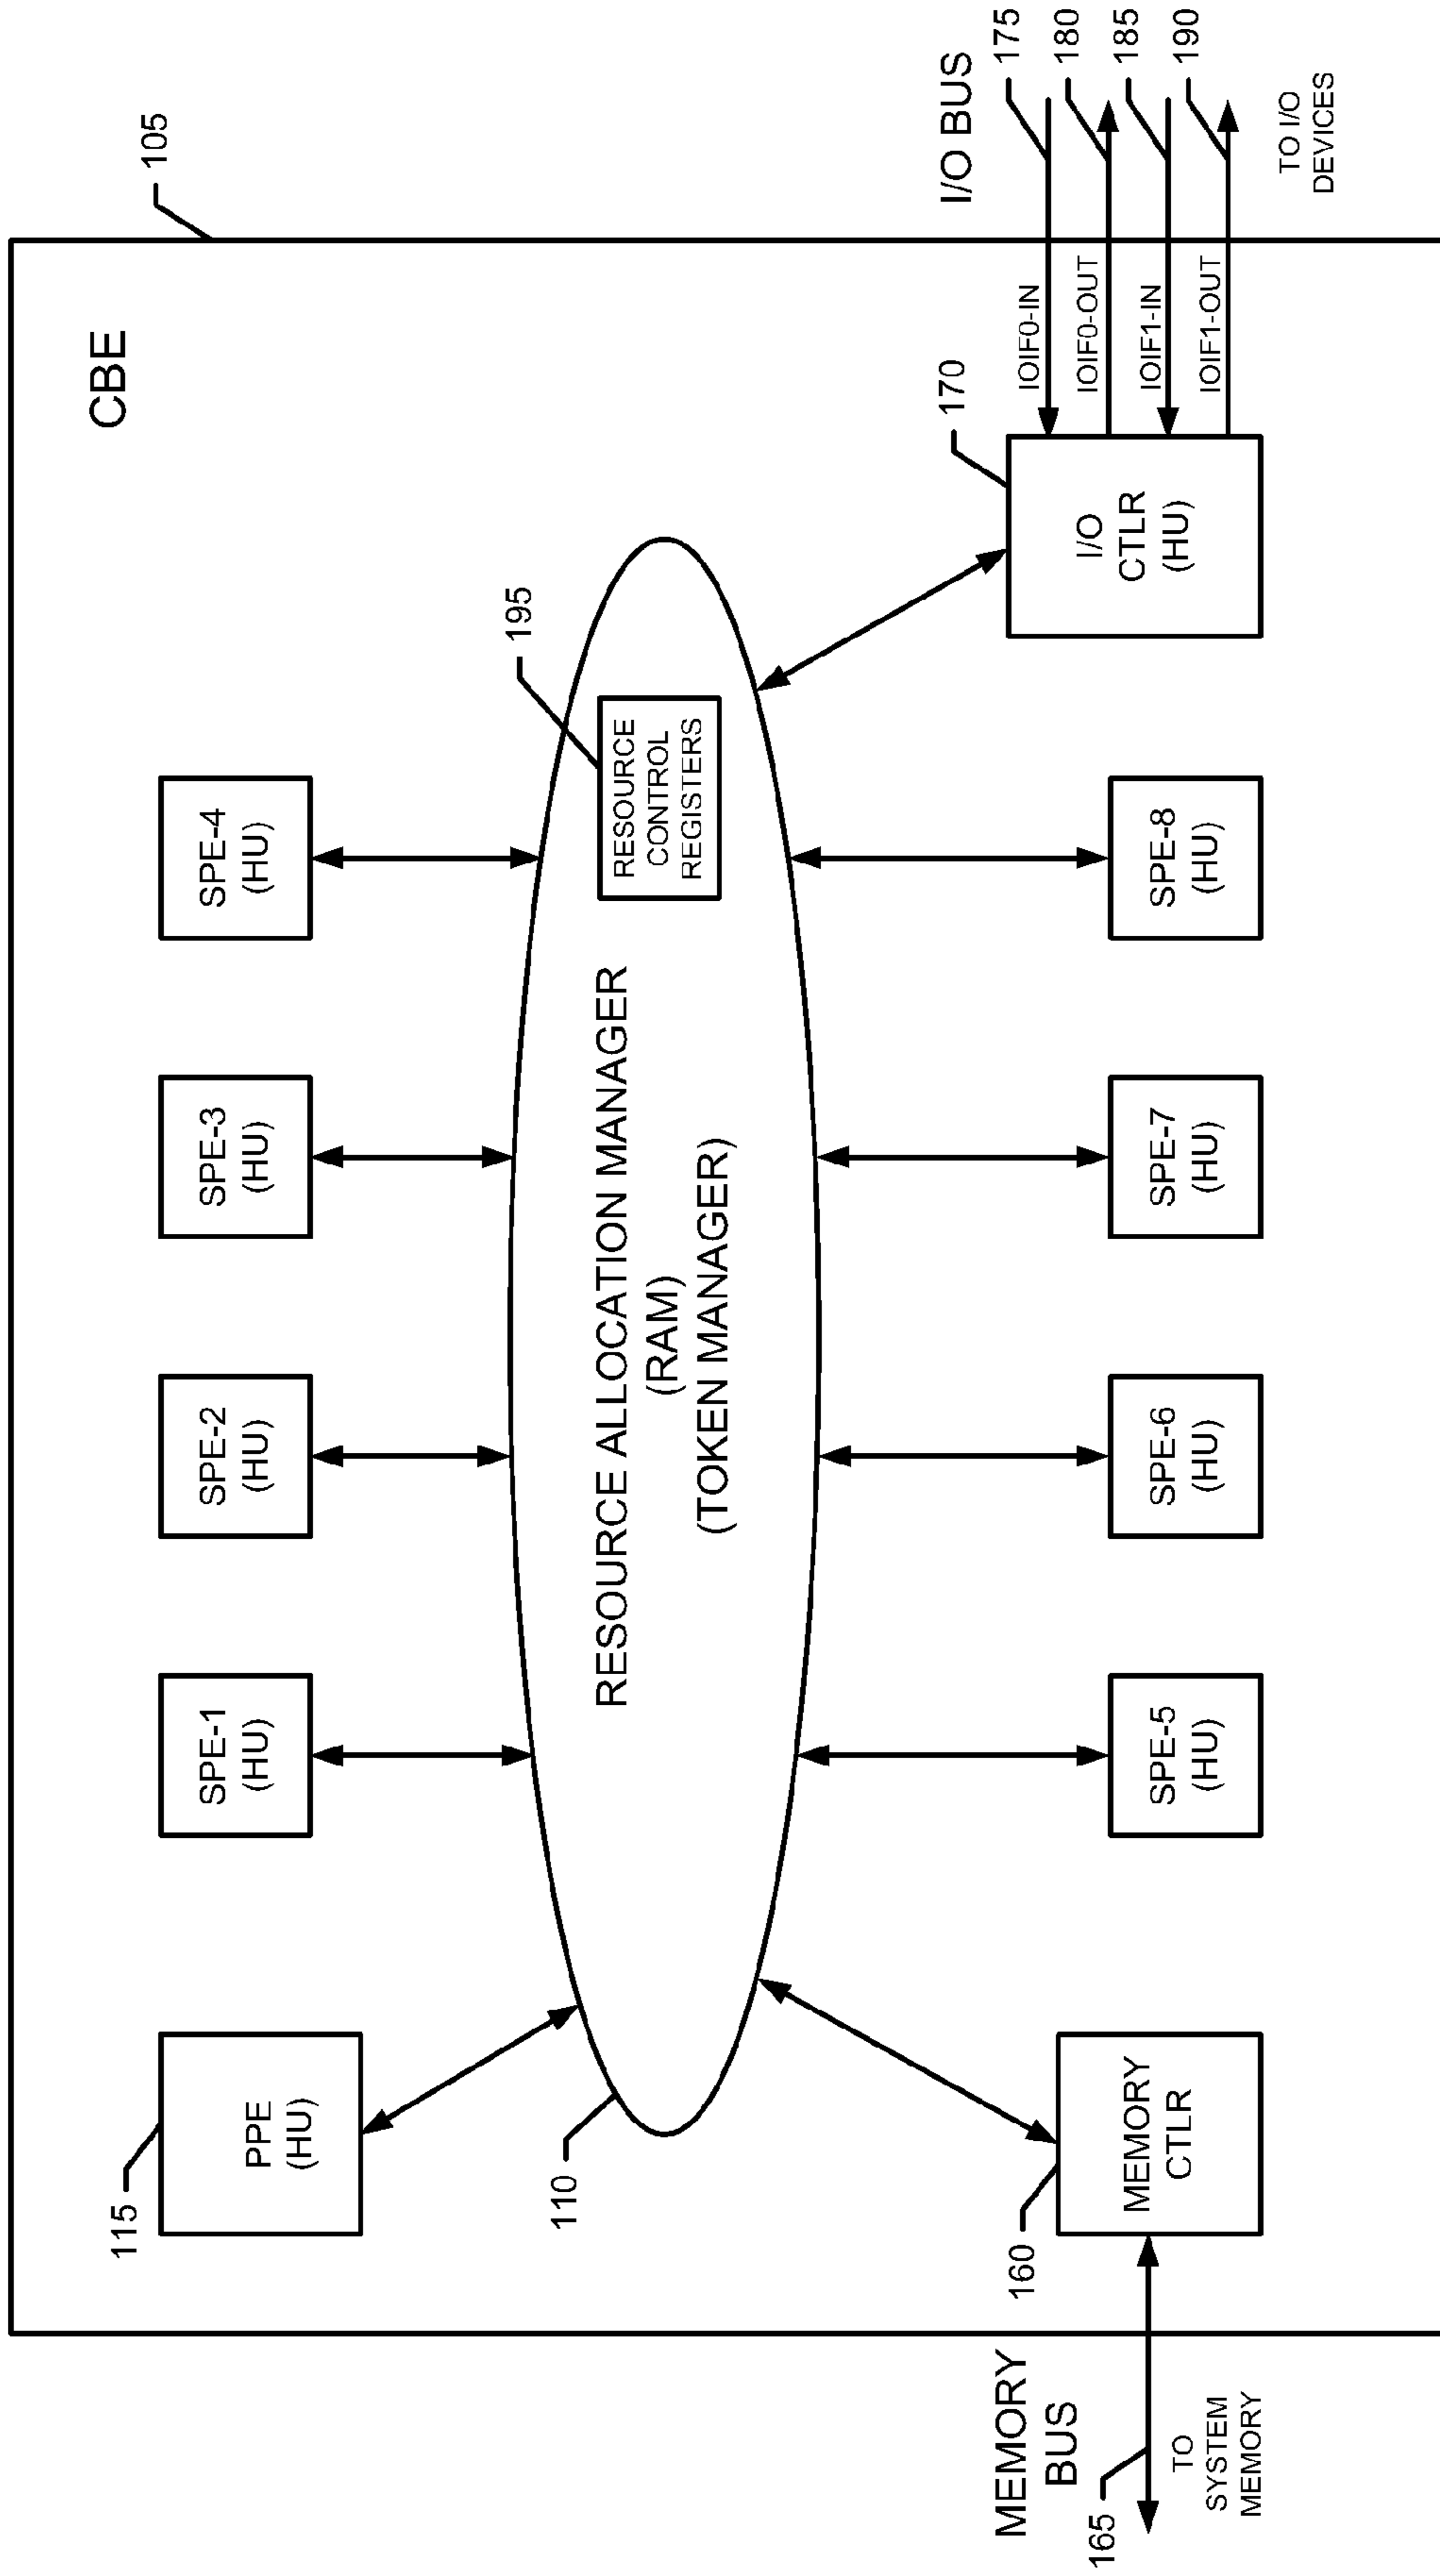 CBE
105
115
PPE
(HU)
SPE-1
(HU)
SPE-2
(HU)
SPE-3
(HU)
SPE-4
(HU)
110
RESOURCE ALLOCATION MANAGER
(RAM)
(TOKEN MANAGER)
195
RESOURCE
CONTROL
REGISTERS
MEMORY
BUS
165
TO
SYSTEM
MEMORY
160
MEMORY
CTLR
SPE-5
(HU)
SPE-6
(HU)
SPE-7
(HU)
SPE-8
(HU)
170
I/O
CTLR
(HU)
IOIF0-IN
IOIF0-OUT
IOIF1-IN
IOIF1-OUT
I/O BUS
175
180
185
190
TO I/O
DEVICES